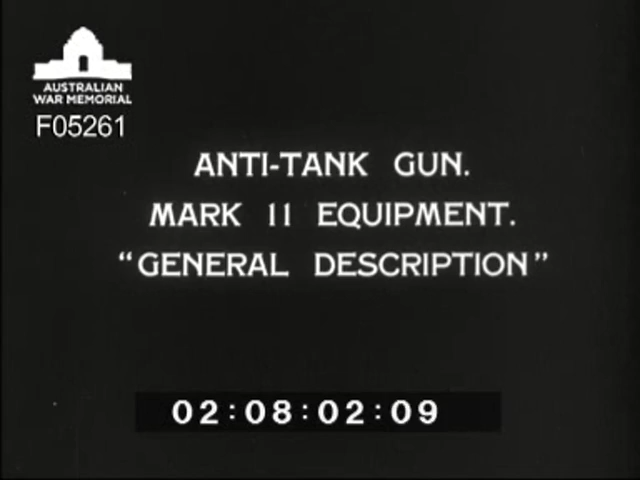 AUSTRALIAN
WAR MEMORIAL
F05261
ANTI-TANK GUN.
MARK 11 EQUIPMENT.
"GENERAL DESCRIPTION"
02:08:02:09